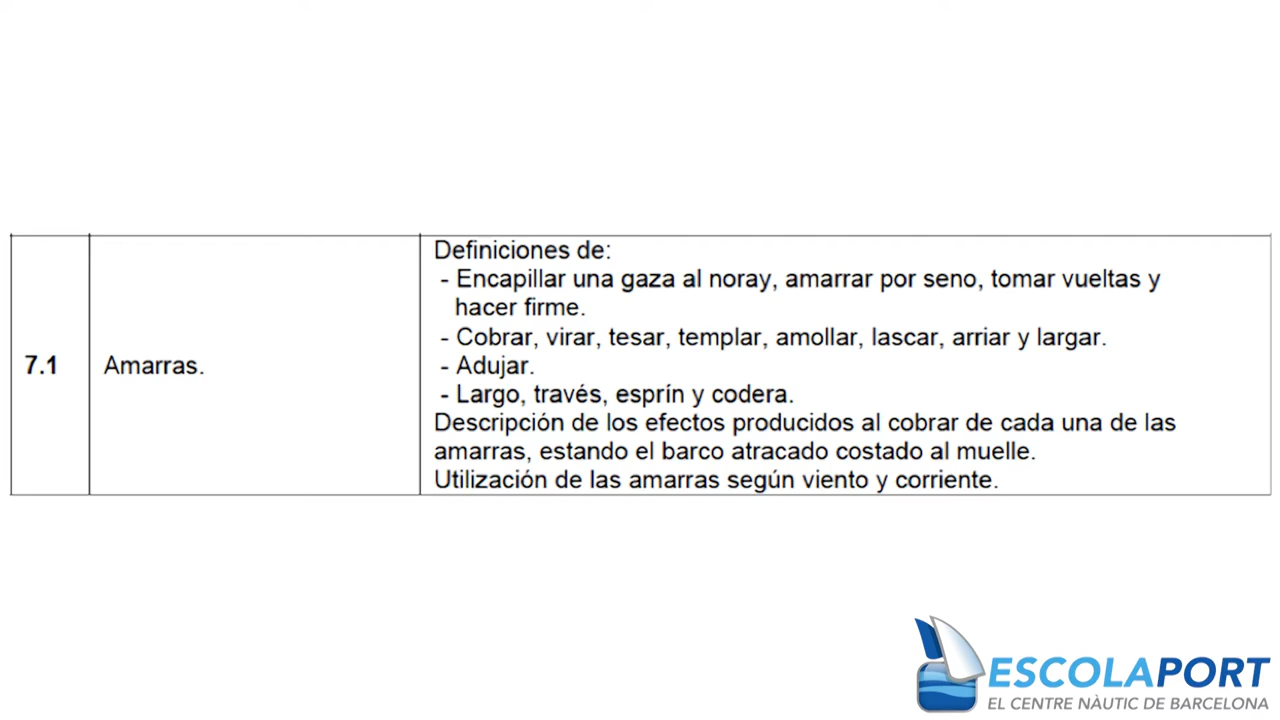 Definiciones de:
- Encapillar una gaza al noray, amarrar por seno, tomar vueltas y
hacer firme.
- Cobrar, virar, tesar, templar, amollar, lascar, arriar y largar.
7.1 Amarras.
- Adujar.
- Largo, través, esprín y codera.
Descripción de los efectos producidos al cobrar de cada una de las
amarras, estando el barco atracado costado al muelle.
Utilización de las amarras según viento y corriente.
ESCOLAPORT
EL CENTRE NÀUTIC DE BARCELONA